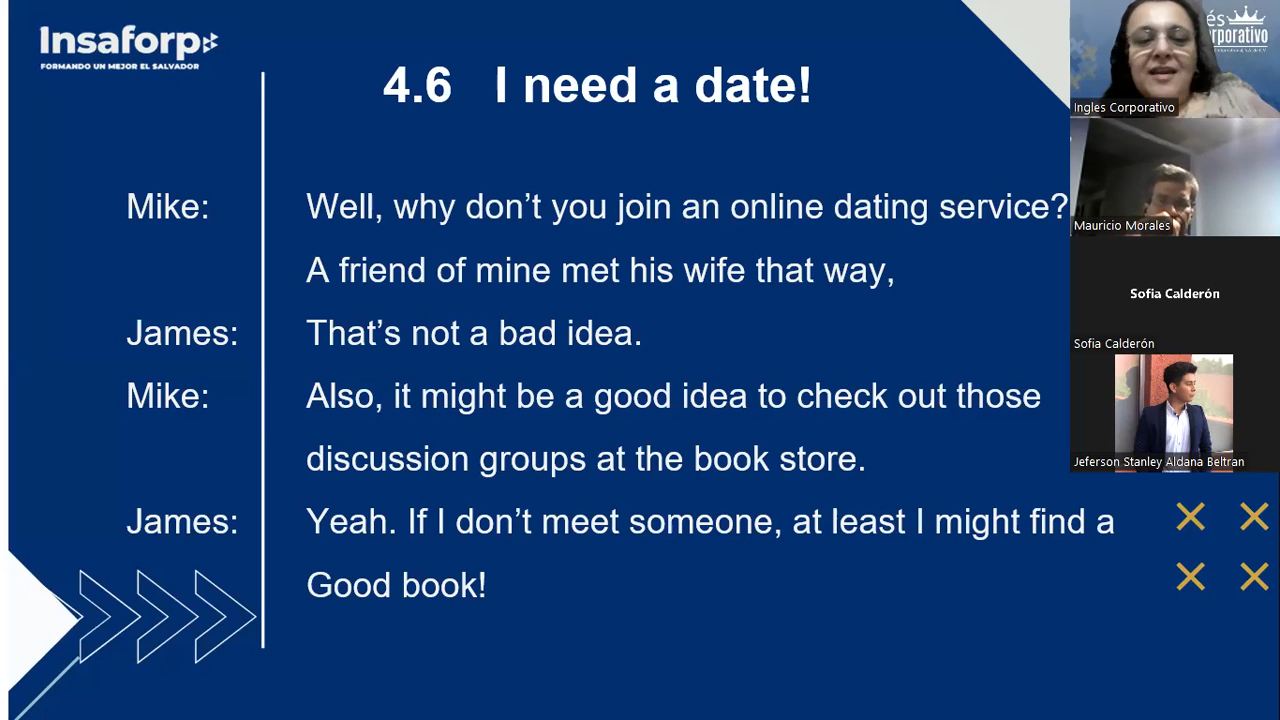 Insaforp
FORMANDO UN MEJOR EL SALVADOR
4.6 I need a date!
Mike: Well, why don’t you join an online dating service?
A friend of mine met his wife that way,
James: That’s not a bad idea.
Mike: Also, it might be a good idea to check out those
discussion groups at the book store.
James: Yeah. If I don’t meet someone, at least I might find a
Good book!
Ingles Corporativo
Mauricio Morales
Sofia Calderón
Sofia Calderón
Jeferson Stanley Aldana Beltran